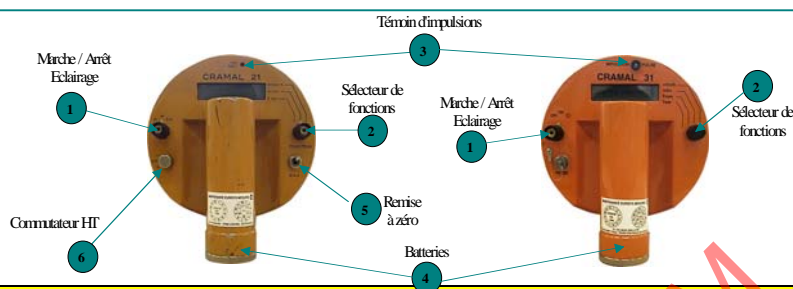 Témoin d'impulsions
3
Marche / Arrêt
Eclairage
1
CRAMAL 21
Sélecteur de
fonctions
2
Marche / Arrêt
Eclairage
1
CRAMAL 31
2
Sélecteur de
fonctions
Commutateur HT
6
5
Remise
à zéro
Batteries
4
M